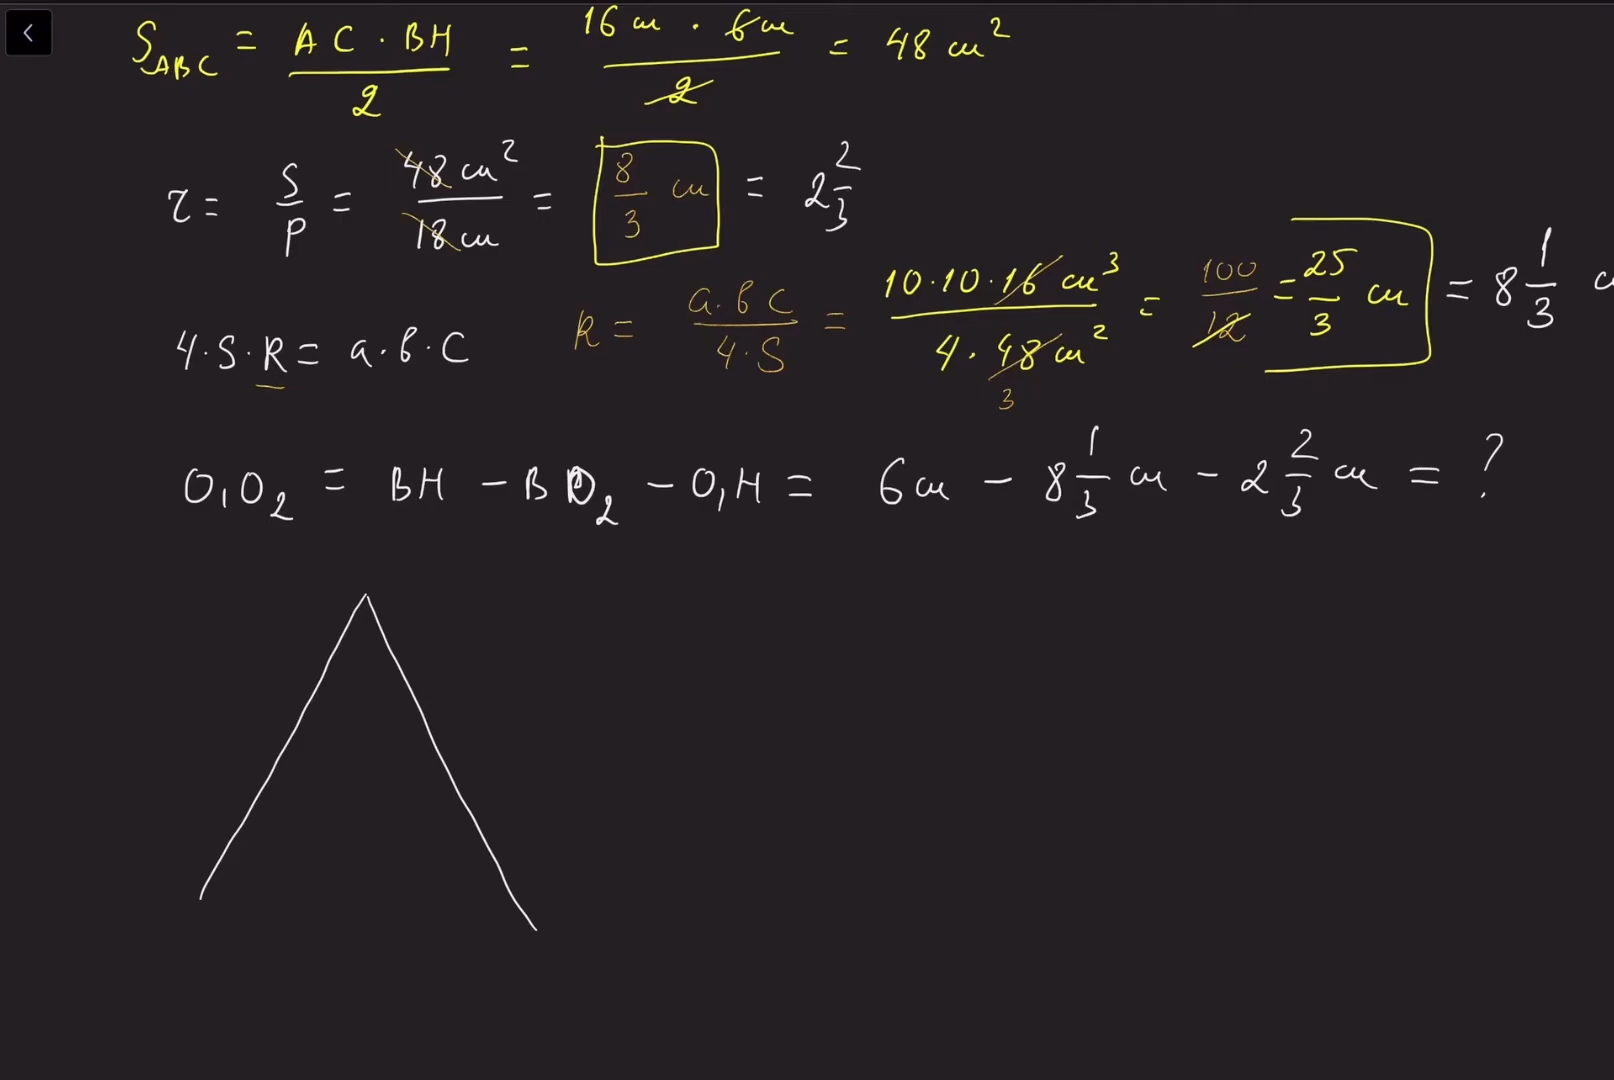 S_ABC = AC · BH / 2 = 16 см · 6 см / 2 = 48 см²
r = S / P = 48 см² / 18 см = 8/3 см = 2 2/3
4 · S · R = a · b · c
R = a · b c / 4 · S = 10 · 10 · 16 см³ / 4 · 48 см² 3 = 100 / 12 = 25/3 см = 8 1/3 с
O₁O₂ = BH − BO₂ − O₁H = 6 см − 8 1/3 см − 2 2/3 см = ?